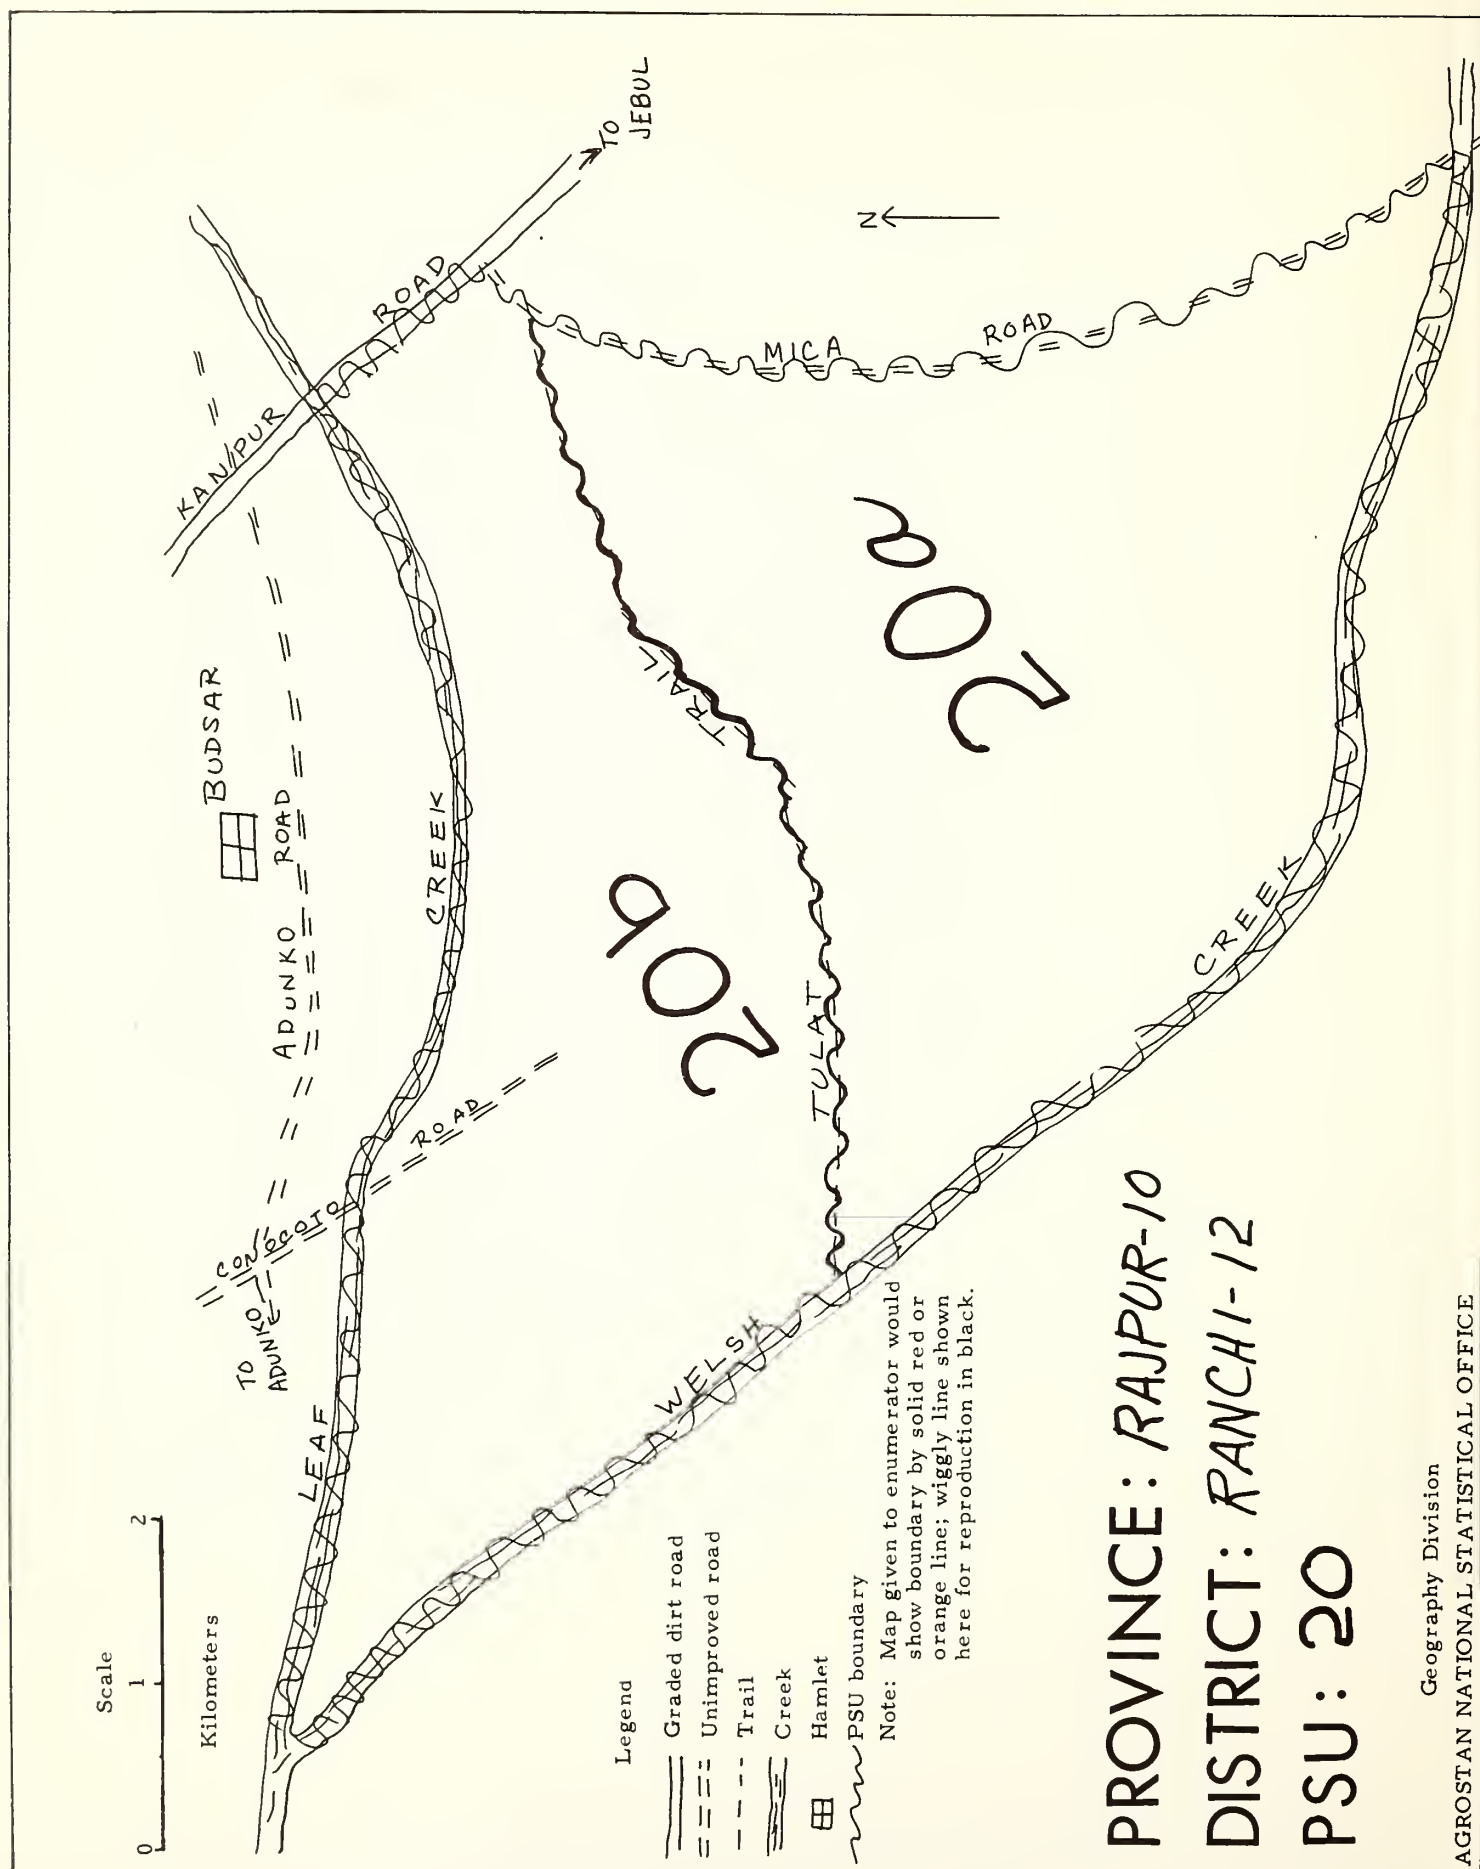 Scale
0 1 2
Kilometers
TO
ADUNKO
CONOCOTO
ROAD
ADUNKO ROAD
BUDSAR
KANPUR
ROAD
TO
JEBUL
LEAF
CREEK
20b
TULAT
TRAIL
20a
MICA
ROAD
N
WELSH
CREEK
Legend
Graded dirt road
Unimproved road
Trail
Creek
Hamlet
PSU boundary
Note: Map given to enumerator would
show boundary by solid red or
orange line; wiggly line shown
here for reproduction in black.
PROVINCE: RAJPUR-10
DISTRICT: RANCHI-12
PSU: 20
Geography Division
AGROSTAN NATIONAL STATISTICAL OFFICE